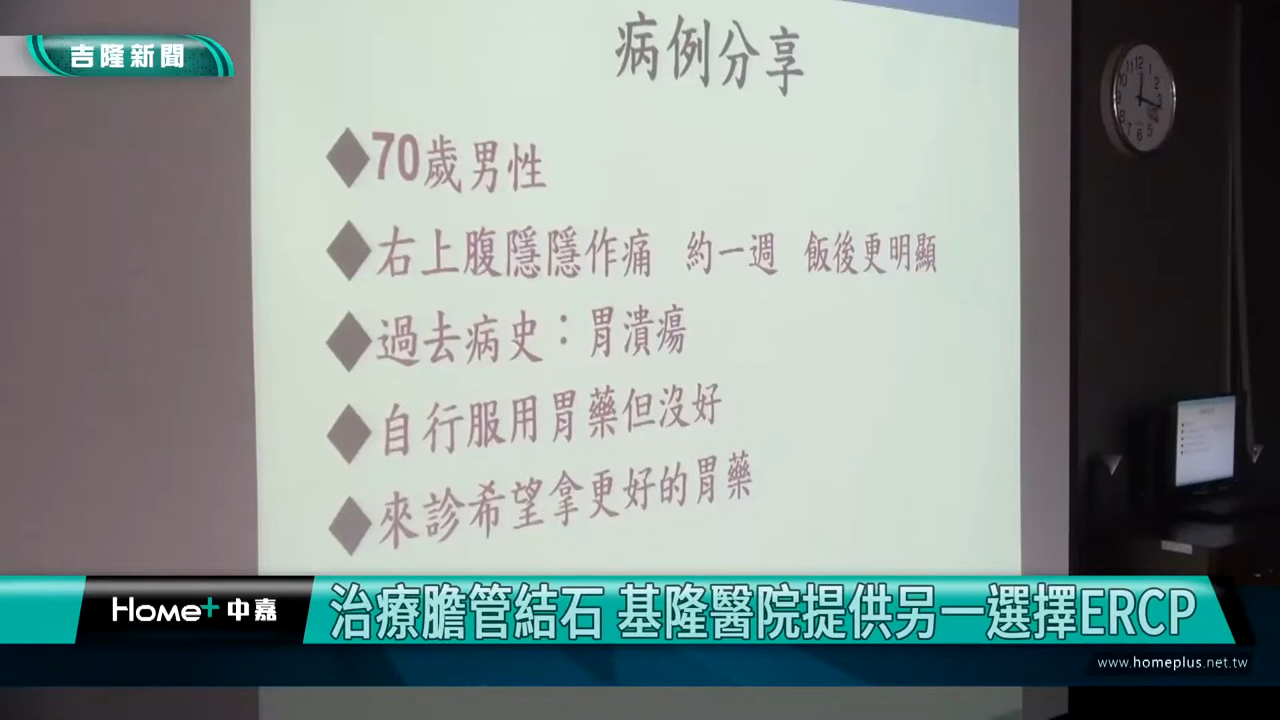 吉隆新聞
病例分享
70歲男性
右上腹隱隱作痛 約一週 飯後更明顯
過去病史：胃潰瘍
自行服用胃藥但沒好
來診希望拿更好的胃藥
Home+中嘉
治療膽管結石 基隆醫院提供另一選擇ERCP
www.homeplus.net.tw